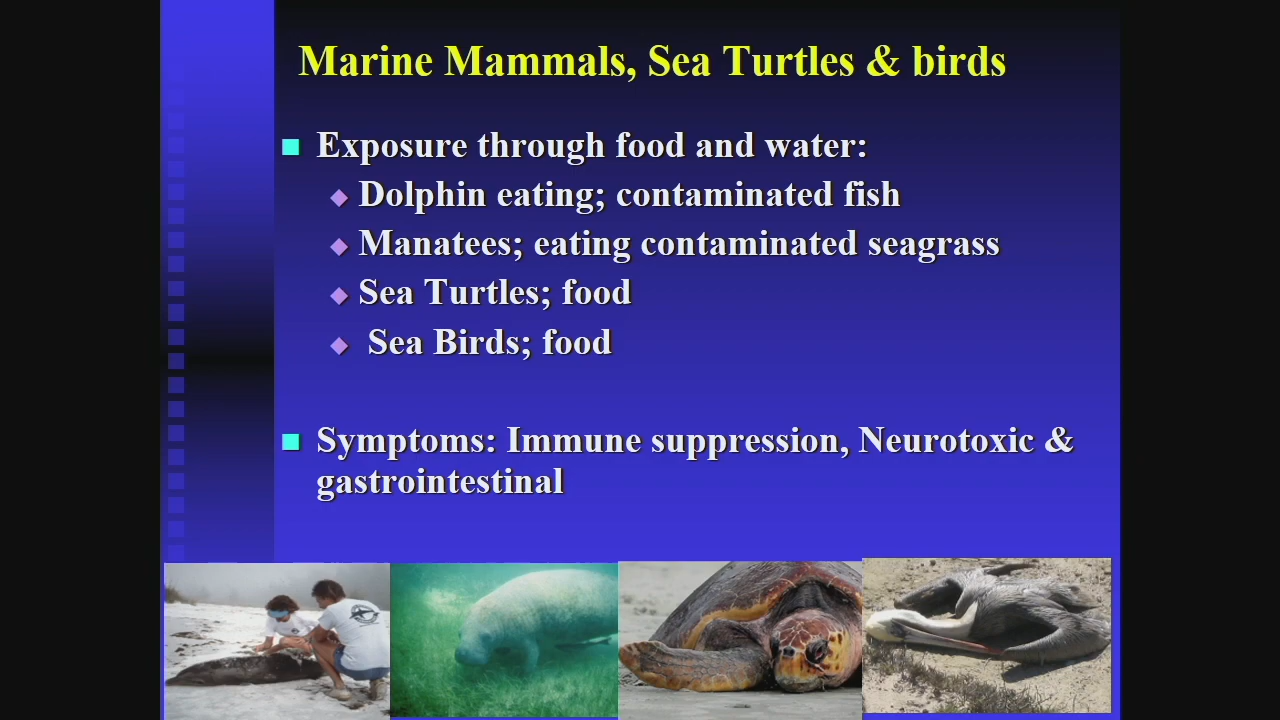 Marine Mammals, Sea Turtles & birds
Exposure through food and water:
Dolphin eating; contaminated fish
Manatees; eating contaminated seagrass
Sea Turtles; food
Sea Birds; food
Symptoms: Immune suppression, Neurotoxic &
gastrointestinal